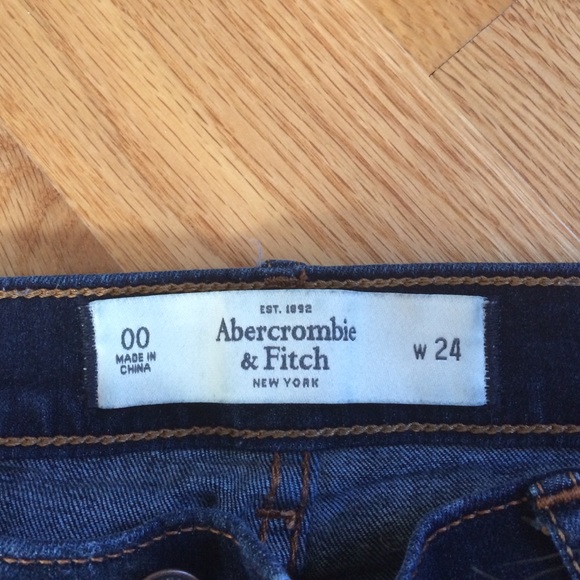 00
MADE IN
CHINA
EST. 1892
Abercrombie
& Fitch
NEW YORK
W 24